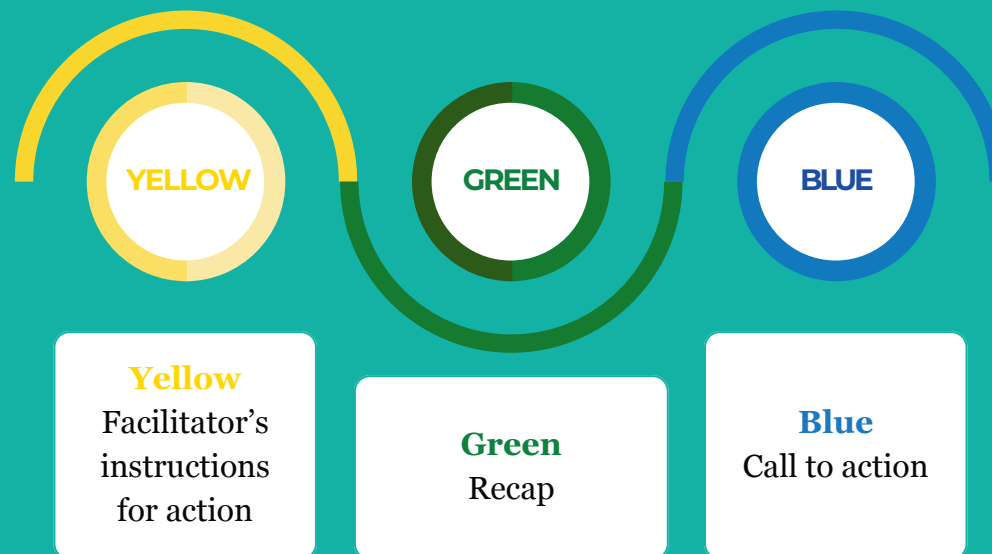 YELLOW
GREEN
BLUE
Yellow
Facilitator’s
instructions
for action
Green
Recap
Blue
Call to action